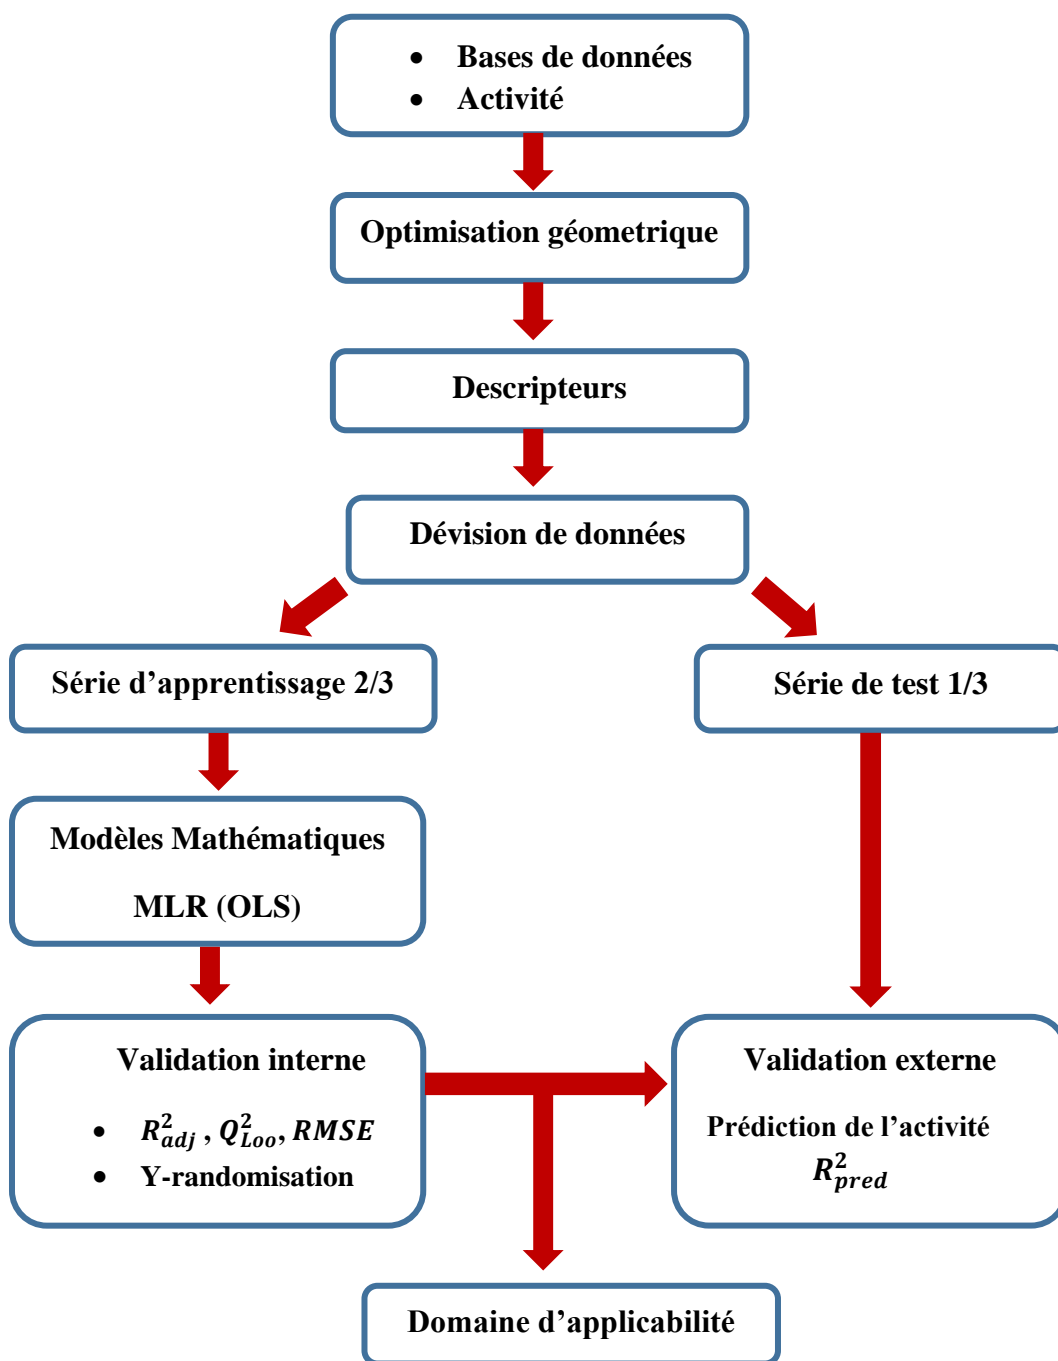 • Bases de données
• Activité
Optimisation géometrique
Descripteurs
Dévision de données
Série d’apprentissage 2/3
Série de test 1/3
Modèles Mathématiques
MLR (OLS)
Validation interne
• R²adj , Q²Loo, RMSE
• Y-randomisation
Validation externe
Prédiction de l’activité
R²pred
Domaine d’applicabilité